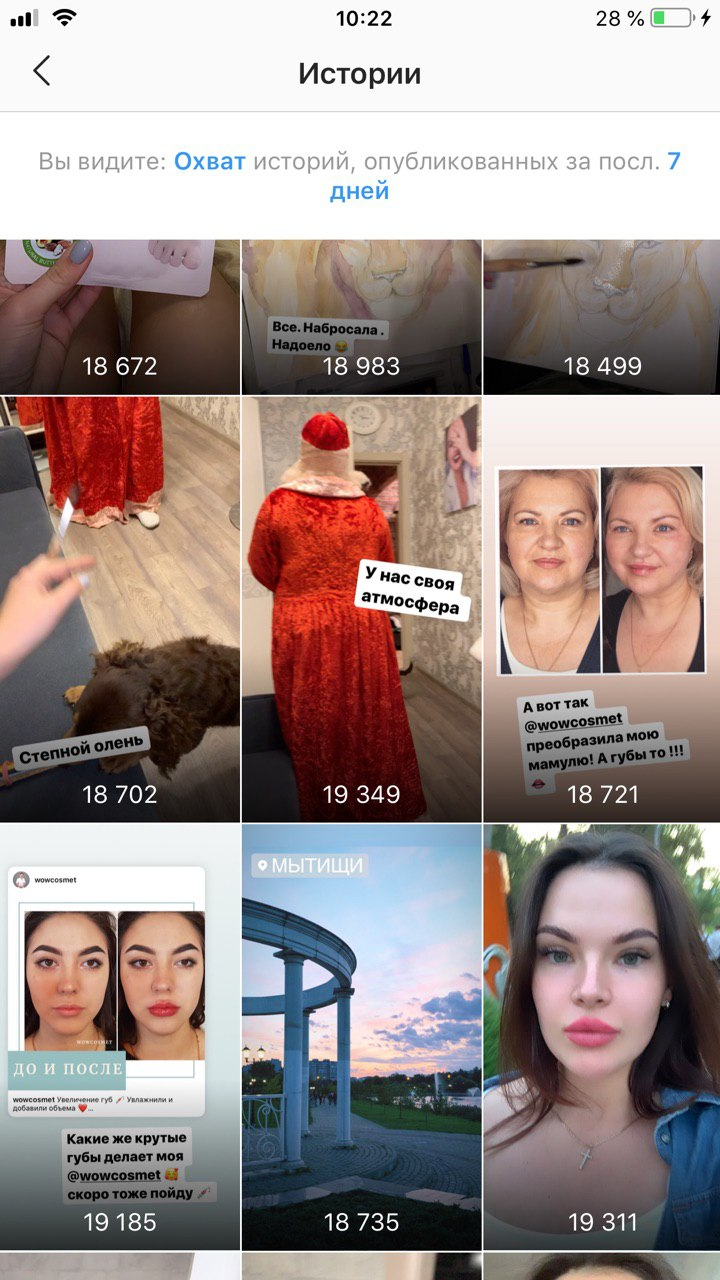 10:22
28 %
Истории
Вы видите: Охват историй, опубликованных за посл. 7
дней
NATURAL BUTT
18 672
Все. Набросала .
Надоело 😂
18 983
18 499
Степной олень
18 702
У нас своя
атмосфера
19 349
А вот так
@wowcosmet
преобразила мою
мамулю! А губы то !!!
💋
18 721
wowcosmet
WOWCOSMET
ДО И ПОСЛЕ
wowcosmet Увеличение губ 💉 Увлажнили и
добавили объема ❤️...
Какие же крутые
губы делает моя
@wowcosmet 🥰
скоро тоже пойду 💉
19 185
МЫТИЩИ
18 735
19 311